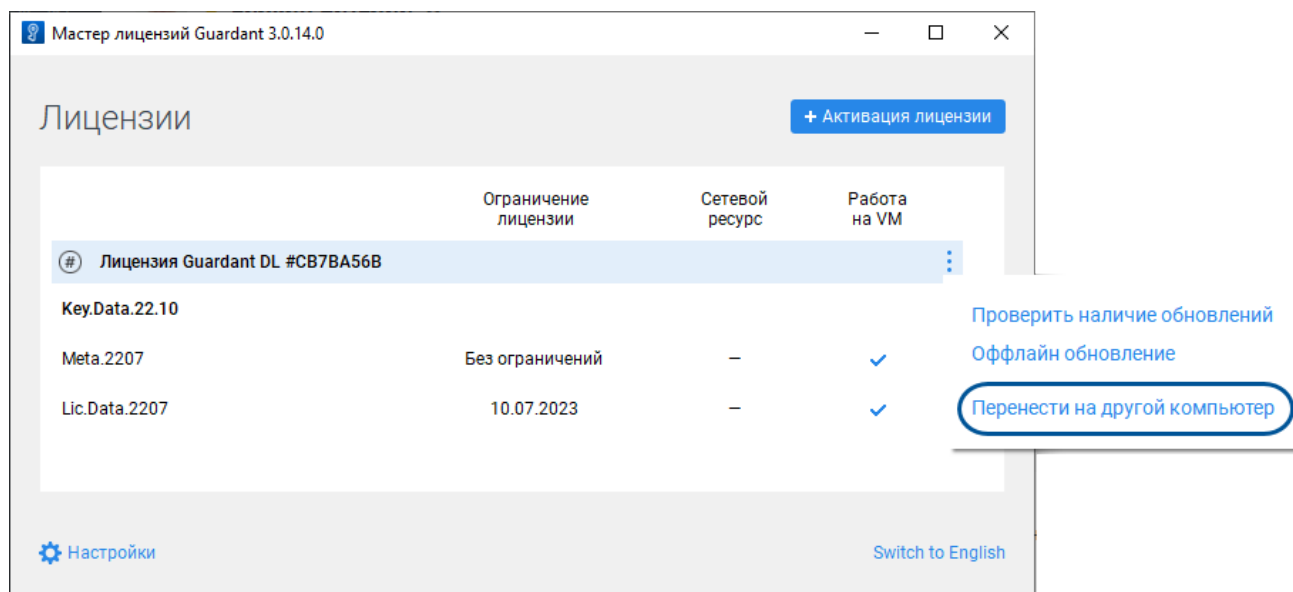 Мастер лицензий Guardant 3.0.14.0
Лицензии
+ Активация лицензии
Ограничение лицензии
Сетевой ресурс
Работа на VM
# Лицензия Guardant DL #CB7BA56B
Key.Data.22.10
Проверить наличие обновлений
Meta.2207 Без ограничений –
Оффлайн обновление
Lic.Data.2207 10.07.2023 –
Перенести на другой компьютер
Настройки
Switch to English